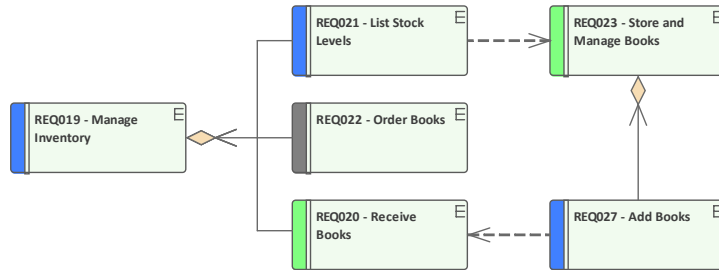 REQ021 - List Stock
Levels
REQ023 - Store and
Manage Books
REQ019 - Manage
Inventory
REQ022 - Order Books
REQ020 - Receive
Books
REQ027 - Add Books